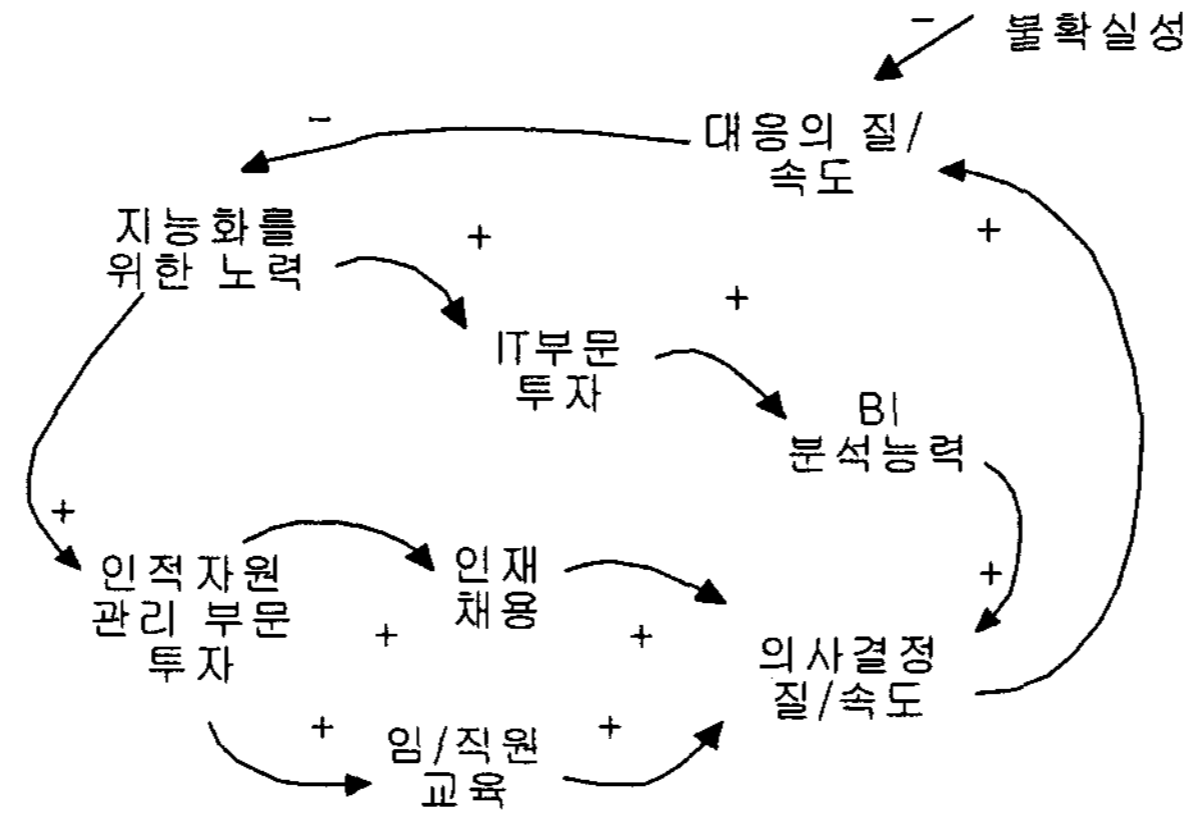 −
불확실성
대응의 질/
속도
−
지능화를
위한 노력
+
+
+
IT부문
투자
BI
분석능력
+
인적자원
관리 부문
투자
인재
채용
+
+
+
의사결정
질/속도
+
임/직원
교육
+